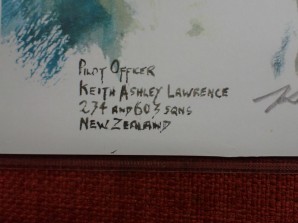 Pilot Officer
Keith Ashley Lawrence
234 and 603 sqns
New Zealand